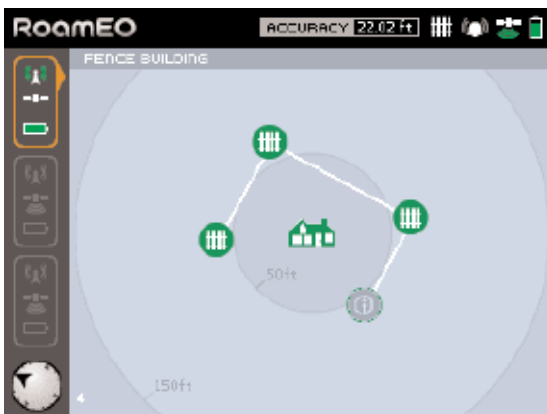 RoamEO
ACCURACY 22.02 ft
FENCE BUILDING
50ft
150ft
4